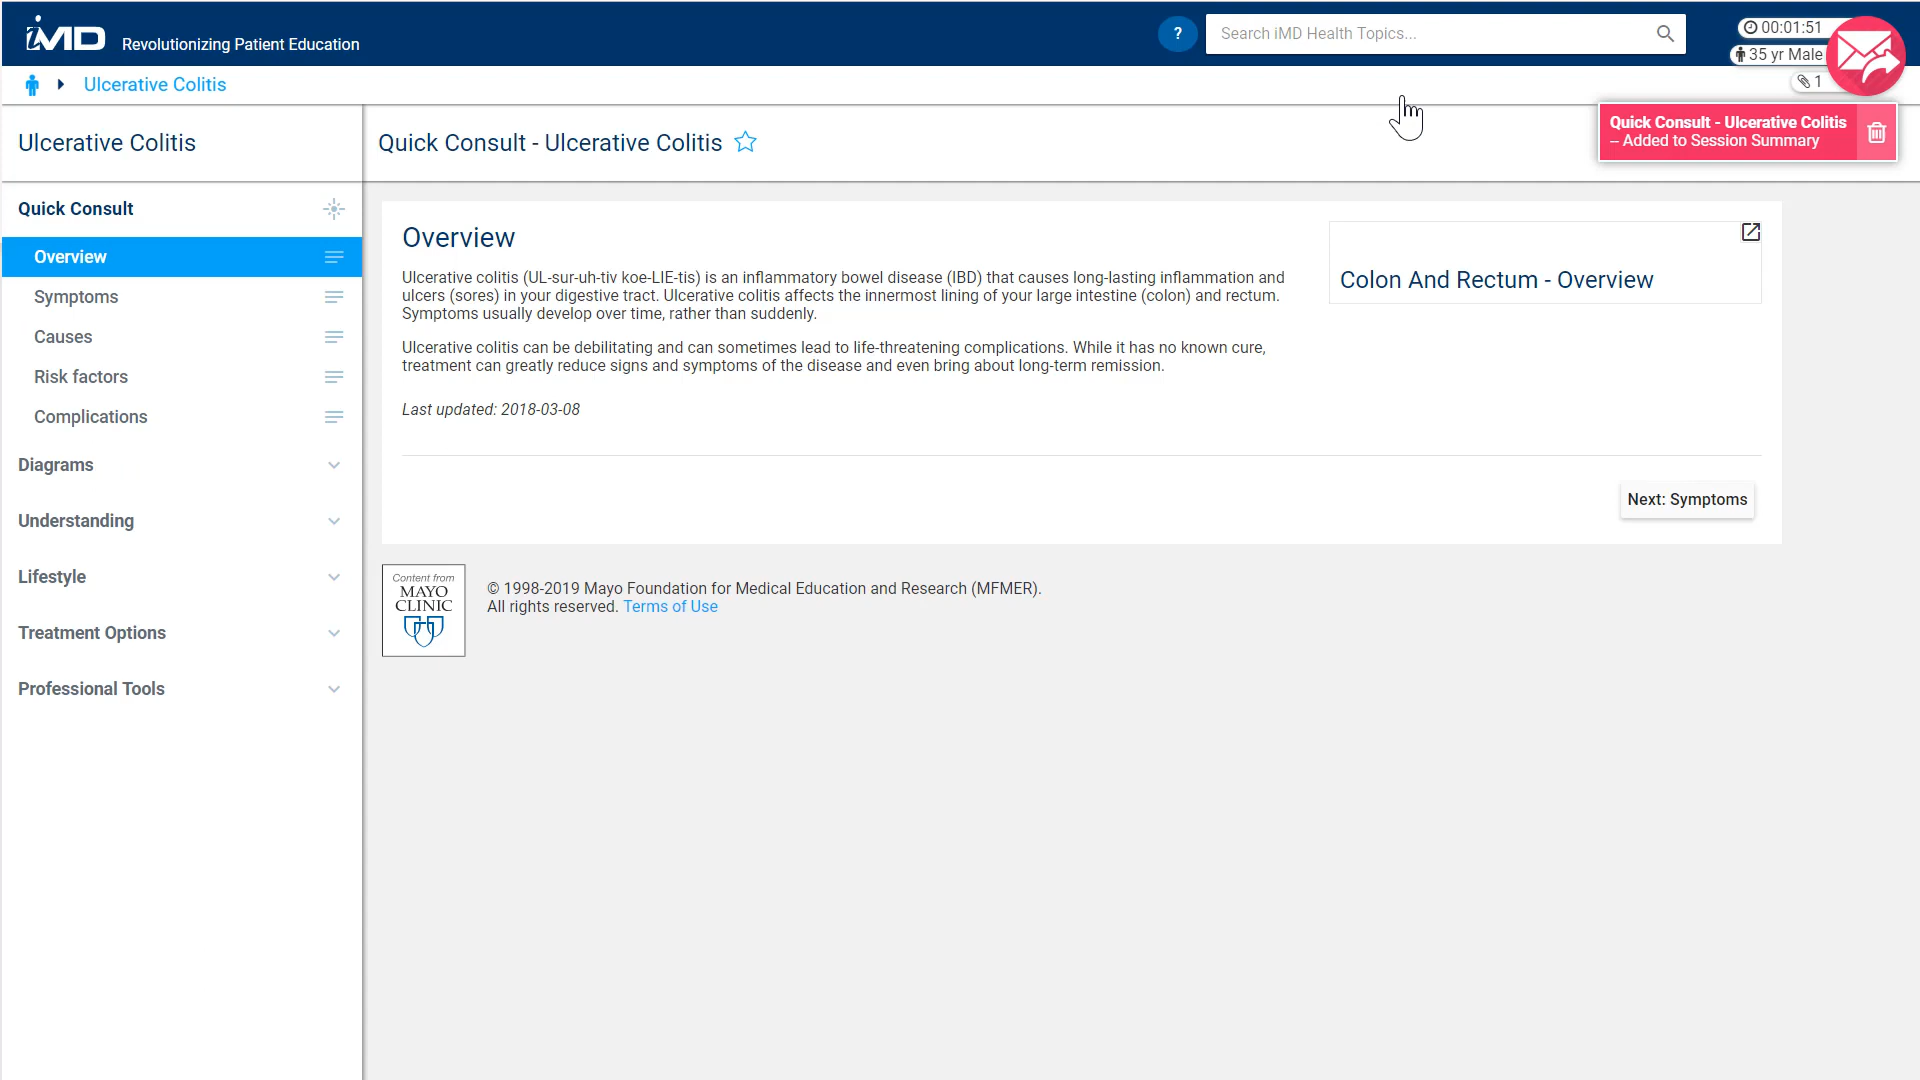 iMD Revolutionizing Patient Education
?
Search iMD Health Topics...
00:01:51
35 yr Male
1
Ulcerative Colitis
Quick Consult - Ulcerative Colitis
-- Added to Session Summary
Ulcerative Colitis
Quick Consult
Overview
Symptoms
Causes
Risk factors
Complications
Diagrams
Understanding
Lifestyle
Treatment Options
Professional Tools
Quick Consult - Ulcerative Colitis
Overview
Ulcerative colitis (UL-sur-uh-tiv koe-LIE-tis) is an inflammatory bowel disease (IBD) that causes long-lasting inflammation and
ulcers (sores) in your digestive tract. Ulcerative colitis affects the innermost lining of your large intestine (colon) and rectum.
Symptoms usually develop over time, rather than suddenly.
Ulcerative colitis can be debilitating and can sometimes lead to life-threatening complications. While it has no known cure,
treatment can greatly reduce signs and symptoms of the disease and even bring about long-term remission.
Last updated: 2018-03-08
Colon And Rectum - Overview
Next: Symptoms
Content from
MAYO
CLINIC
© 1998-2019 Mayo Foundation for Medical Education and Research (MFMER).
All rights reserved. Terms of Use